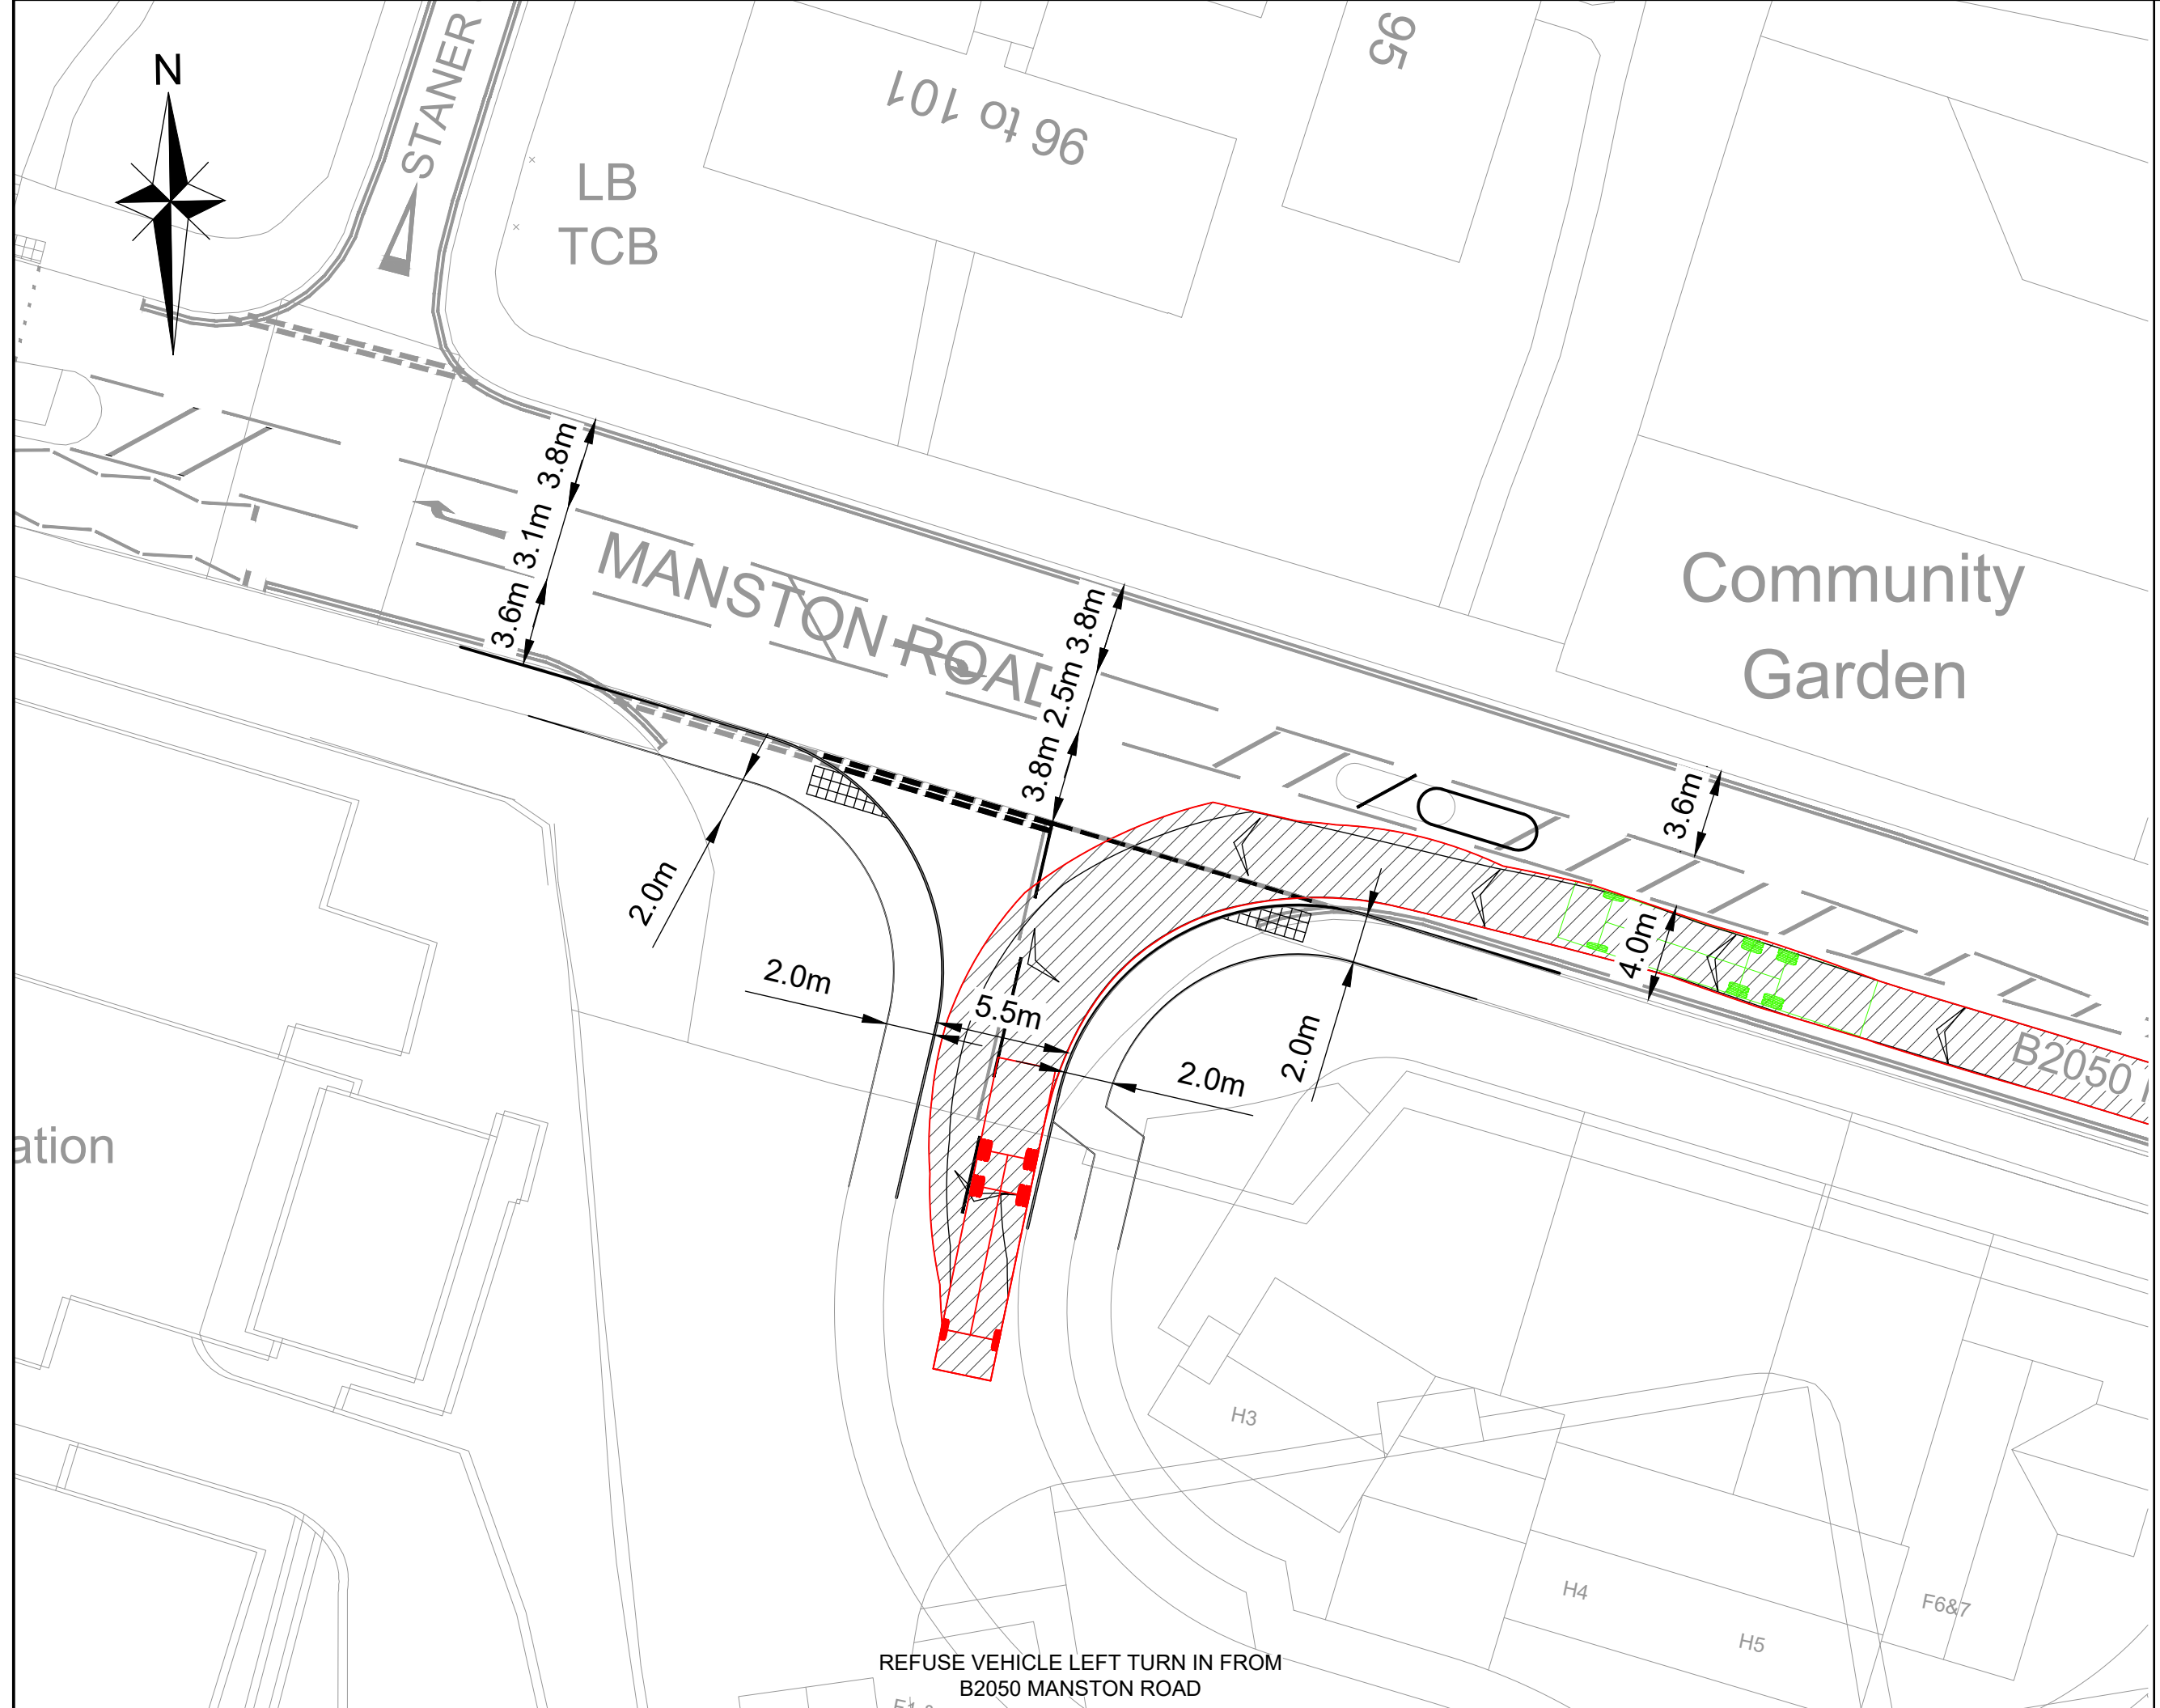 N
STANER
LB
TCB
96 to 101
95
3.8m
3.1m
3.6m
MANSTON ROAD
3.8m
2.5m
3.8m
Community
Garden
3.6m
4.0m
2.0m
2.0m
5.5m
2.0m
2.0m
B2050
ation
H3
H4
H5
F6&7
REFUSE VEHICLE LEFT TURN IN FROM
B2050 MANSTON ROAD